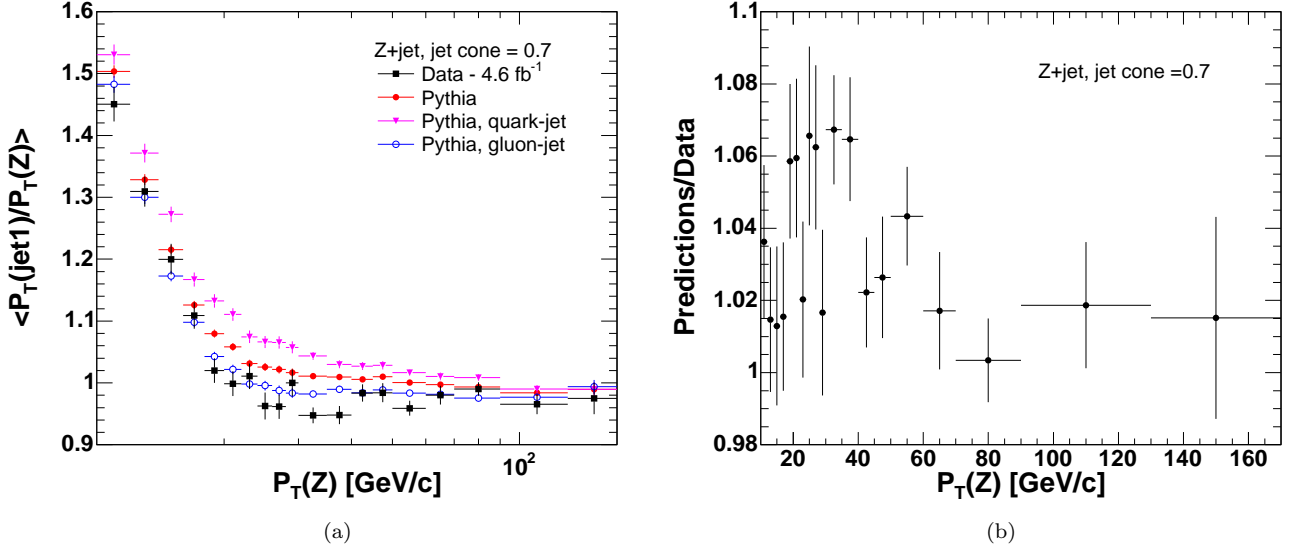 Z+jet, jet cone = 0.7
Data - 4.6 fb⁻¹
Pythia
Pythia, quark-jet
Pythia, gluon-jet
<P_T(jet1)/P_T(Z)>
1.6
1.5
1.4
1.3
1.2
1.1
1
0.9
10²
P_T(Z) [GeV/c]
(a)
Z+jet, jet cone =0.7
Predictions/Data
1.1
1.08
1.06
1.04
1.02
1
0.98
20 40 60 80 100 120 140 160
P_T(Z) [GeV/c]
(b)